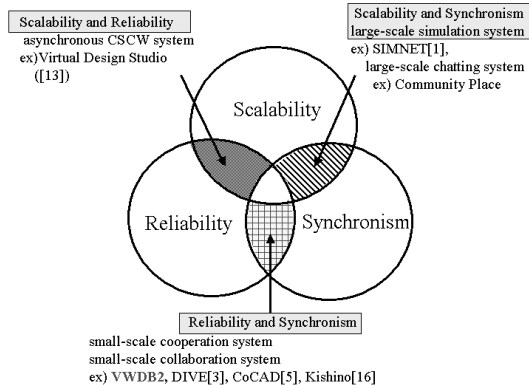 Scalability and Reliability
asynchronous CSCW system
ex)Virtual Design Studio
([13])
Scalability and Synchronism
large-scale simulation system
ex) SIMNET[1],
large-scale chatting system
ex) Community Place
Scalability
Reliability
Synchronism
Reliability and Synchronism
small-scale cooperation system
small-scale collaboration system
ex) VWDB2, DIVE[3], CoCAD[5], Kishino[16]